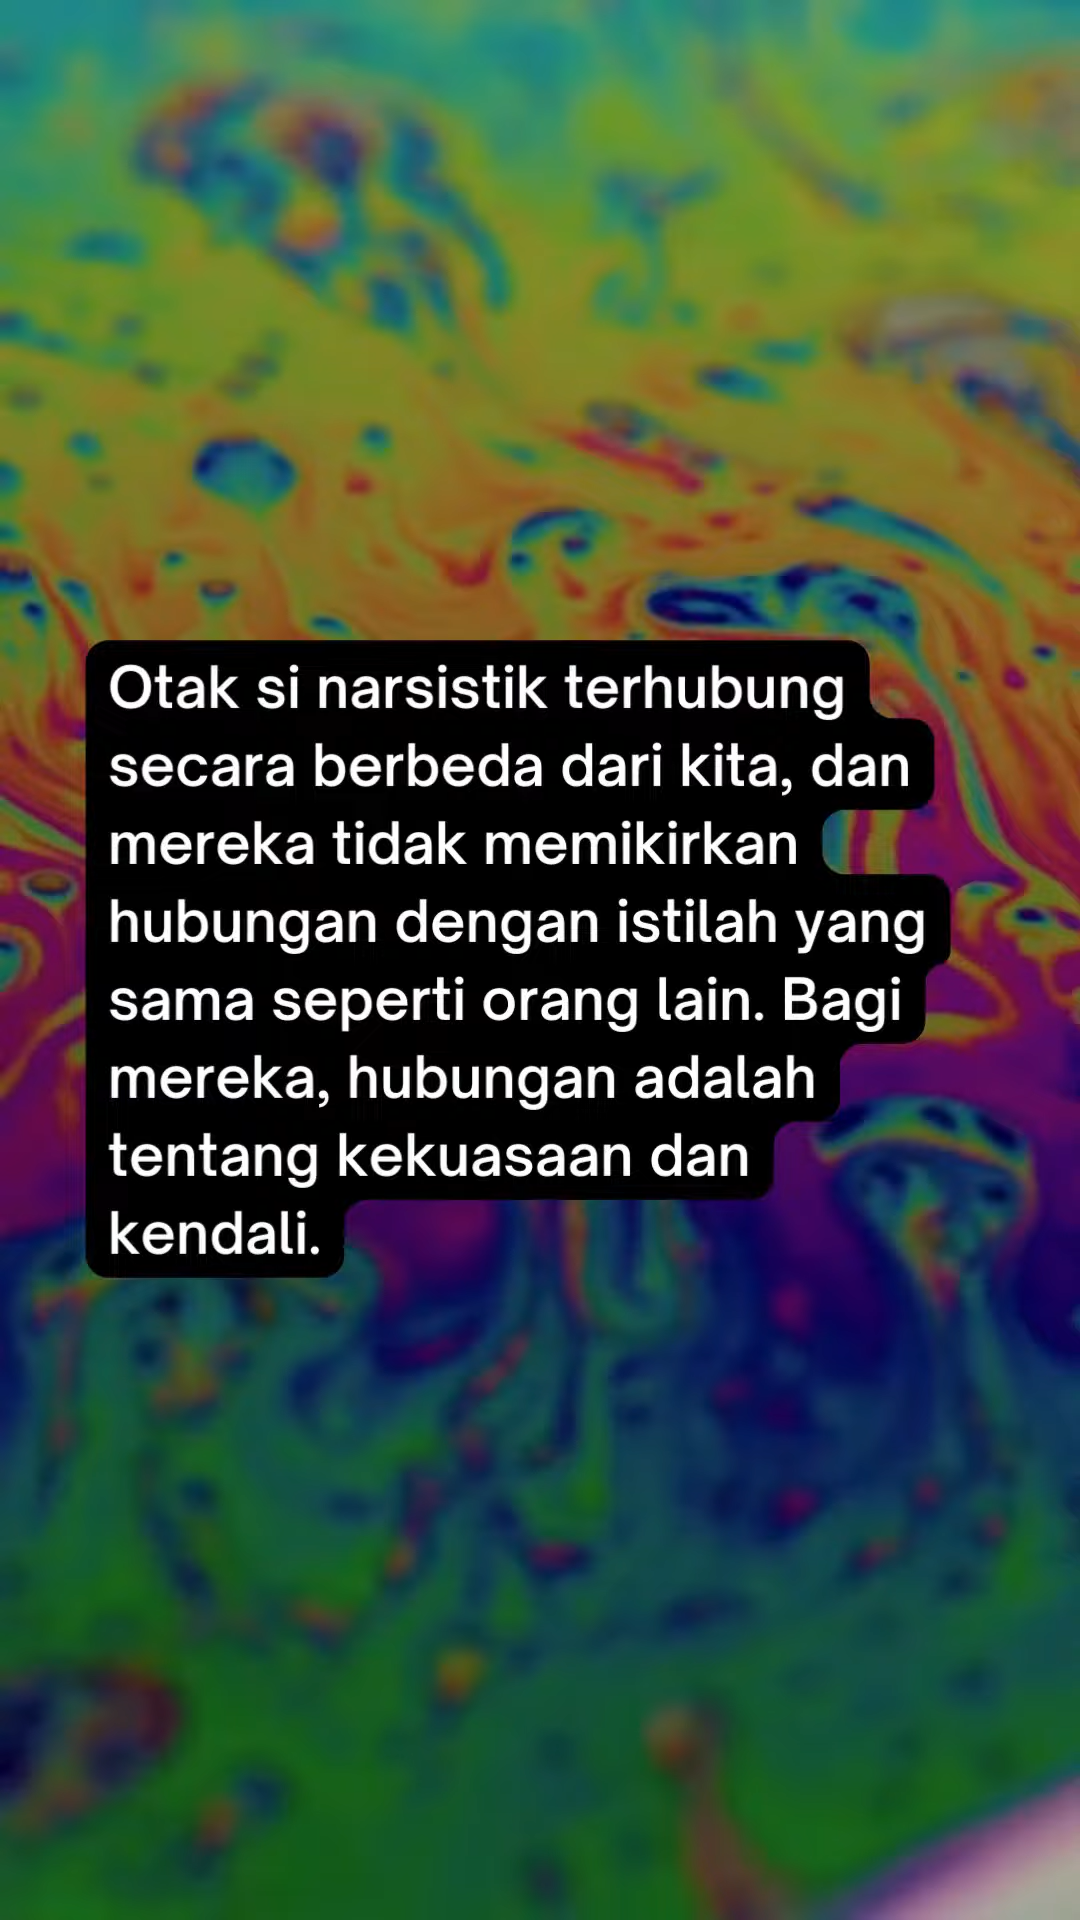 Otak si narsistik terhubung
secara berbeda dari kita, dan
mereka tidak memikirkan
hubungan dengan istilah yang
sama seperti orang lain. Bagi
mereka, hubungan adalah
tentang kekuasaan dan
kendali.